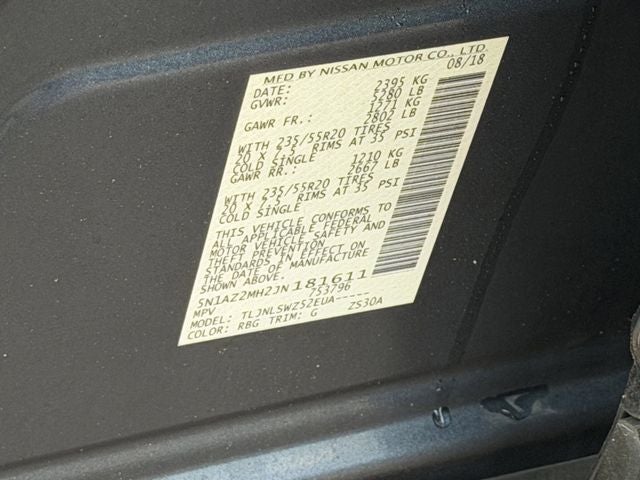 MFD BY NISSAN MOTOR CO., LTD.
DATE: 08/18
GVWR: 2395 KG
5280 LB
GAWR FR.: 1271 KG
2802 LB
WITH 235/55R20 TIRES
20 X 7.5 RIMS AT 35 PSI
COLD SINGLE
GAWR RR.: 1210 KG
2667 LB
WITH 235/55R20 TIRES
20 X 7.5 RIMS AT 35 PSI
COLD SINGLE
THIS VEHICLE CONFORMS TO
ALL APPLICABLE FEDERAL
MOTOR VEHICLE SAFETY AND
THEFT PREVENTION
STANDARDS IN EFFECT ON
THE DATE OF MANUFACTURE
SHOWN ABOVE.
5N1AZ2MH2JN181611
MPV 753796
MODEL: TLJNLSWZ52EUA-----
COLOR: RBG TRIM: G ZS30A